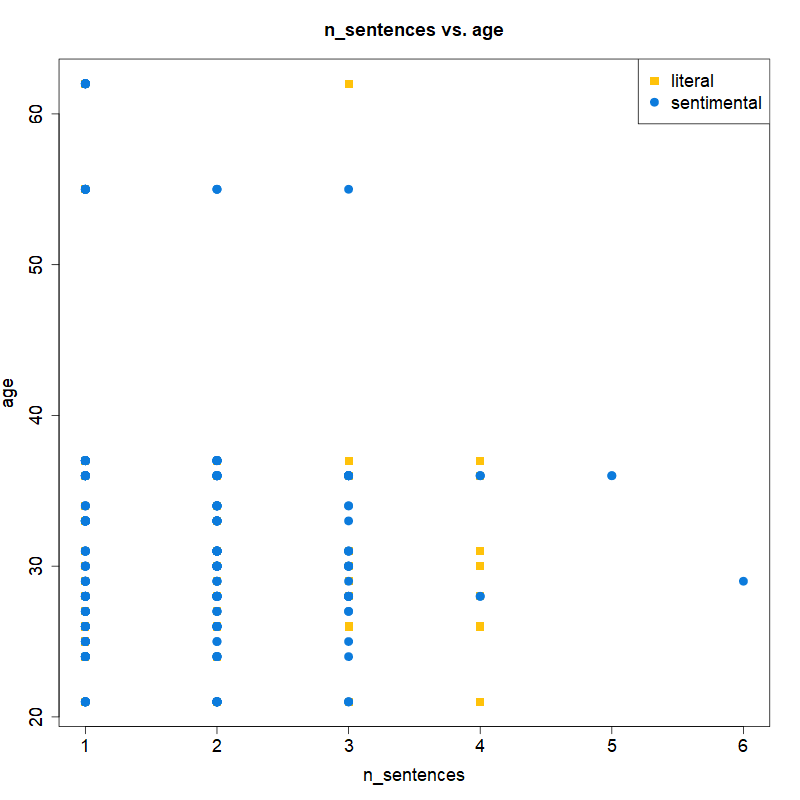 n_sentences vs. age
literal
sentimental
60
50
40
30
20
age
1 2 3 4 5 6
n_sentences